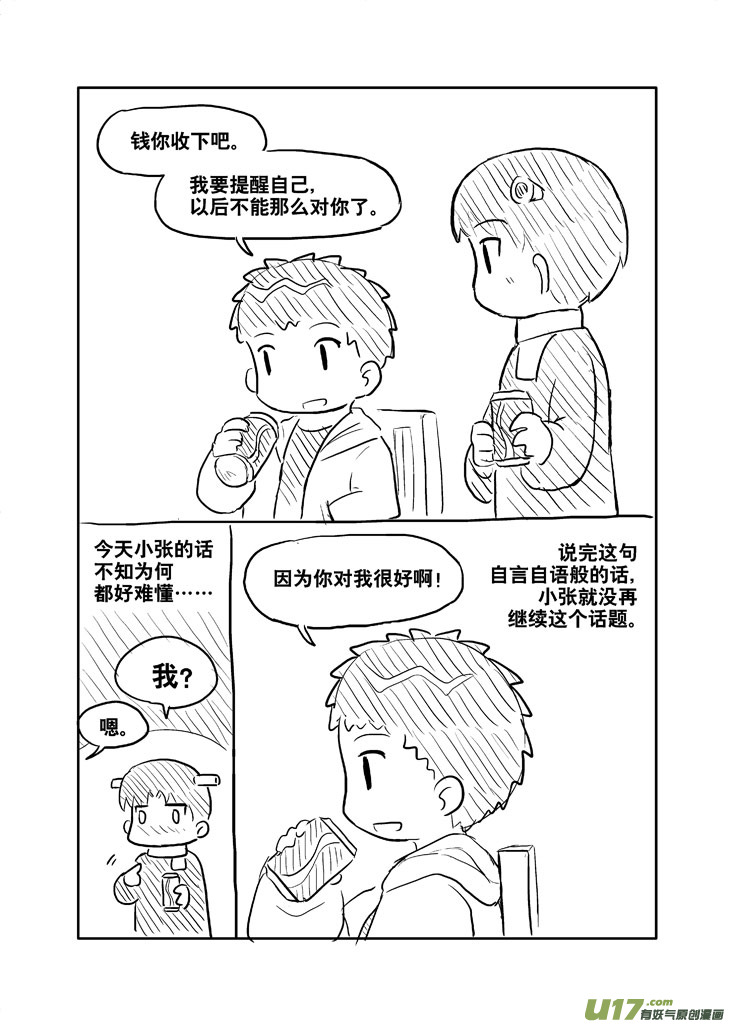 钱你收下吧。
我要提醒自己，
以后不能那么对你了。
今天小张的话
不知为何
都好难懂……
我？
嗯。
因为你对我很好啊！
说完这句
自言自语般的话，
小张就没再
继续这个话题。
U17.com
有妖气原创漫画